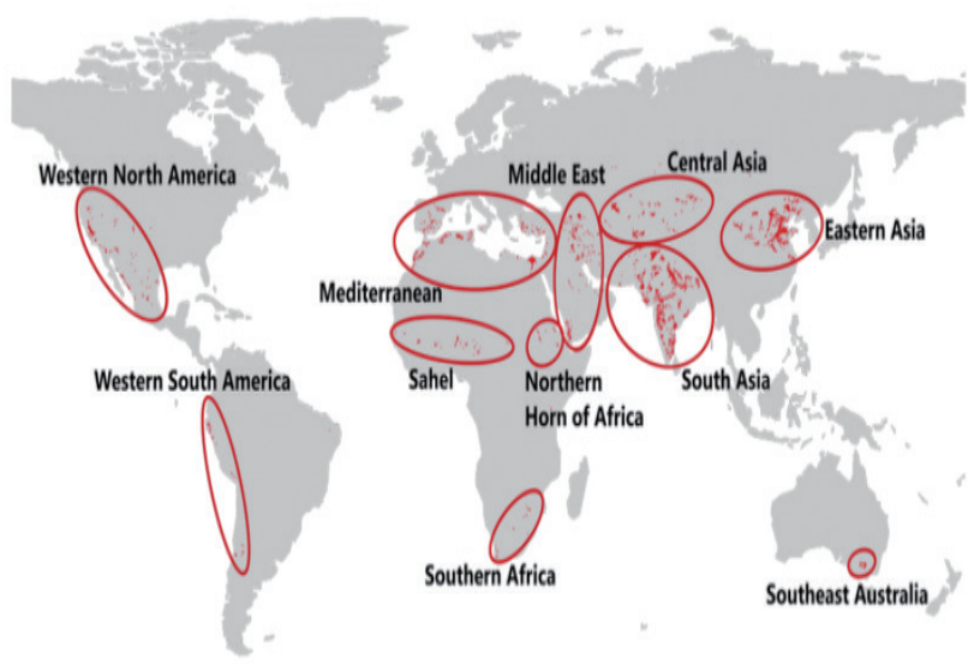 Central Asia
Middle East
Western North America
Eastern Asia
Mediterranean
Western South America
Sahel
Northern
Horn of Africa
South Asia
Southern Africa
Southeast Australia